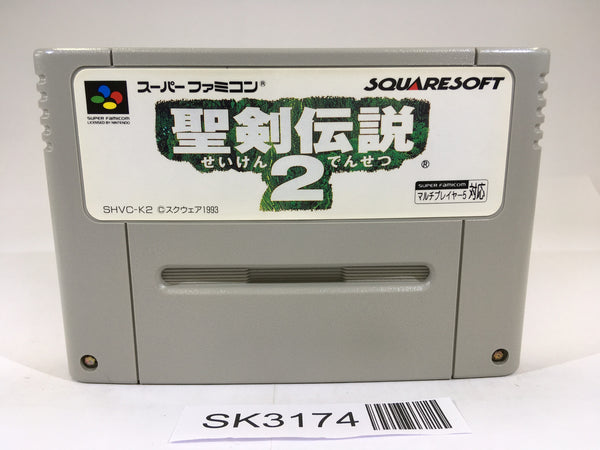 スーパーファミコン®
SQUARESOFT
SUPER FAMICOM
LICENSED BY NINTENDO
聖剣伝説
せいけん でんせつ
2
®
SHVC-K2 ©スクウェア1993
SUPER FAMICOM
マルチプレイヤー5 対応
SK3174